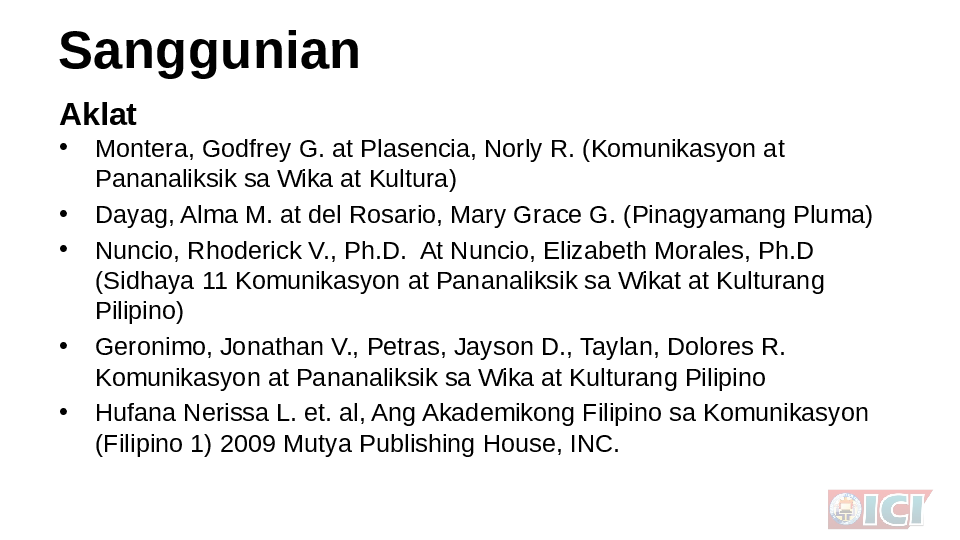 Sanggunian
Aklat
• Montera, Godfrey G. at Plasencia, Norly R. (Komunikasyon at
Pananaliksik sa Wika at Kultura)
• Dayag, Alma M. at del Rosario, Mary Grace G. (Pinagyamang Pluma)
• Nuncio, Rhoderick V., Ph.D.  At Nuncio, Elizabeth Morales, Ph.D
(Sidhaya 11 Komunikasyon at Pananaliksik sa Wikat at Kulturang
Pilipino)
• Geronimo, Jonathan V., Petras, Jayson D., Taylan, Dolores R.
Komunikasyon at Pananaliksik sa Wika at Kulturang Pilipino
• Hufana Nerissa L. et. al, Ang Akademikong Filipino sa Komunikasyon
(Filipino 1) 2009 Mutya Publishing House, INC.
ICI